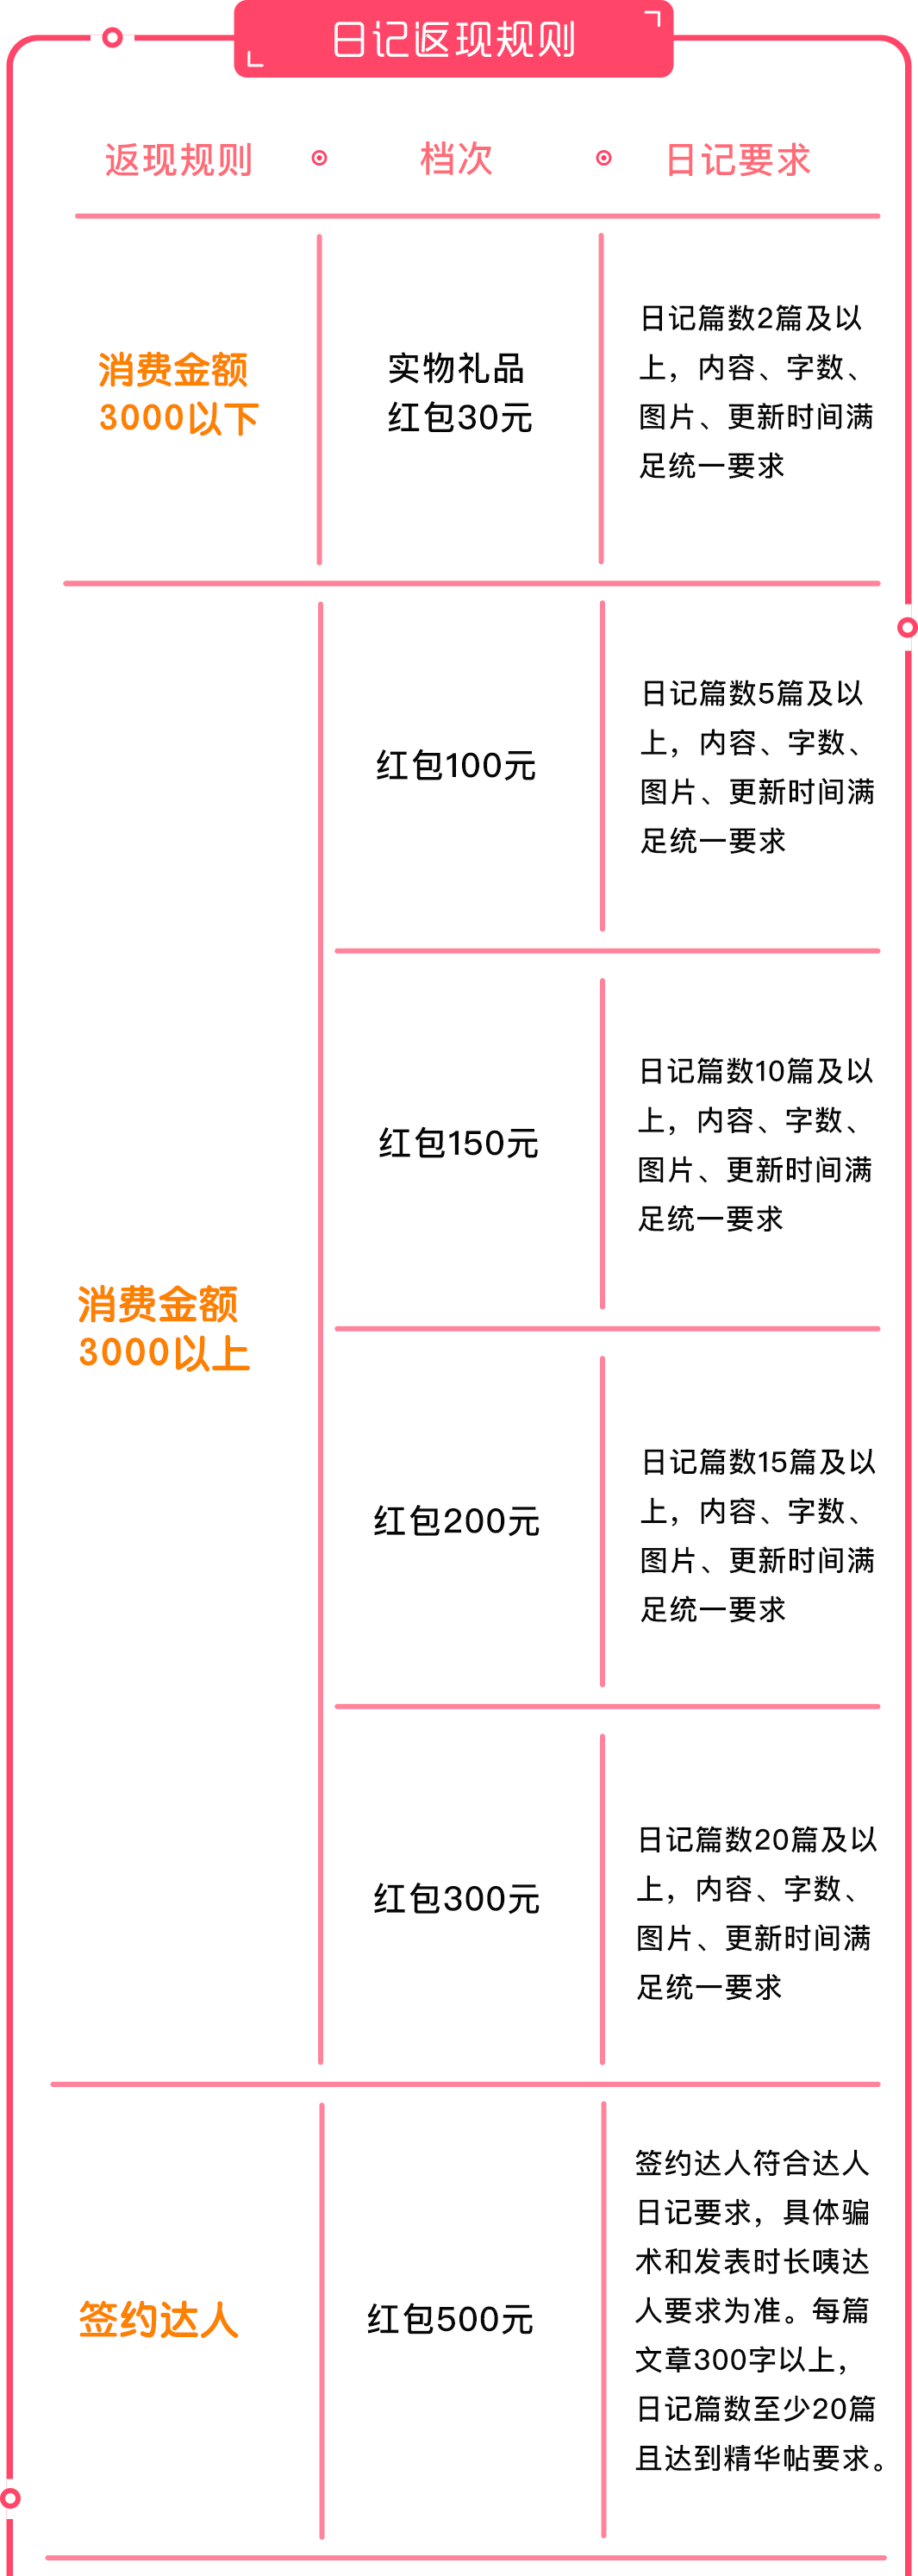 日记返现规则
返现规则
档次
日记要求
消费金额
3000以下
实物礼品
红包30元
日记篇数2篇及以
上，内容、字数、
图片、更新时间满
足统一要求
消费金额
3000以上
红包100元
日记篇数5篇及以
上，内容、字数、
图片、更新时间满
足统一要求
红包150元
日记篇数10篇及以
上，内容、字数、
图片、更新时间满
足统一要求
红包200元
日记篇数15篇及以
上，内容、字数、
图片、更新时间满
足统一要求
红包300元
日记篇数20篇及以
上，内容、字数、
图片、更新时间满
足统一要求
签约达人
红包500元
签约达人符合达人
日记要求，具体骗
术和发表时长咦达
人要求为准。每篇
文章300字以上，
日记篇数至少20篇
且达到精华帖要求。